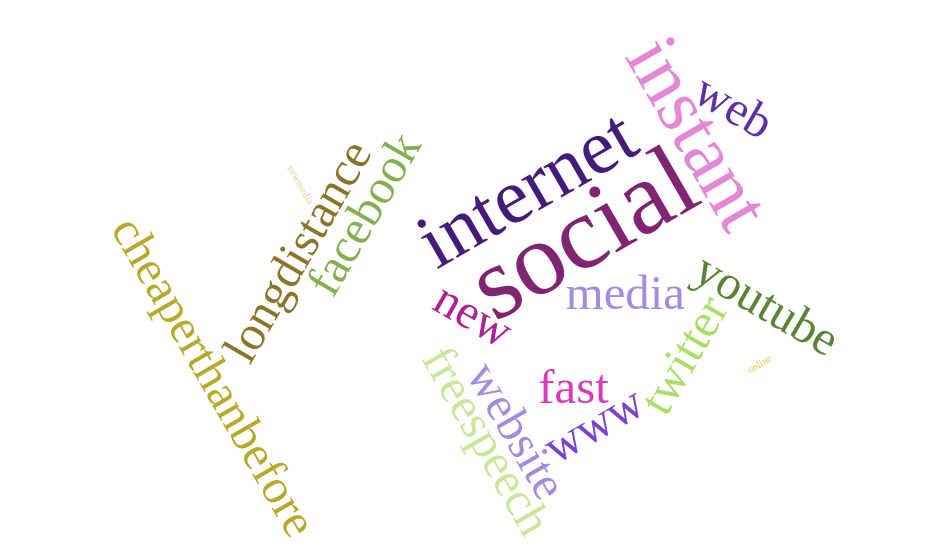 instant
web
internet
social
facebook
longdistance
newmedia
cheaperthanbefore
new
media
youtube
twitter
online
fast
www
website
freespeech